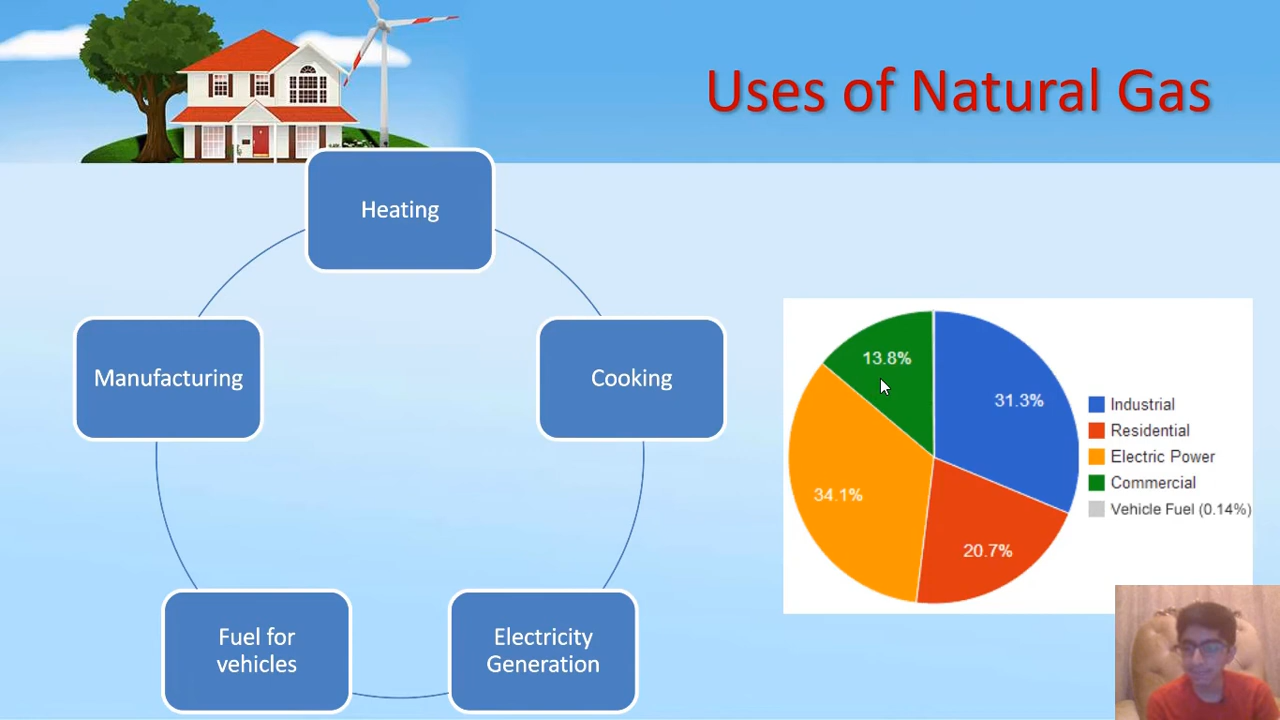 Uses of Natural Gas
Heating
Manufacturing
Cooking
Fuel for
vehicles
Electricity
Generation
13.8%
31.3%
34.1%
20.7%
Industrial
Residential
Electric Power
Commercial
Vehicle Fuel (0.14%)